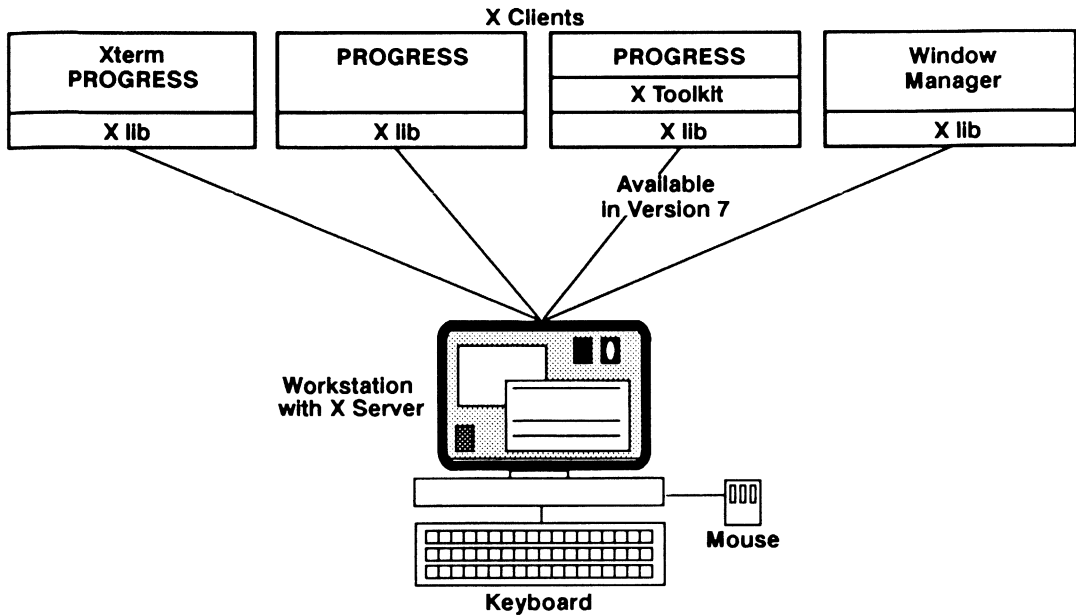 X Clients
Xterm
PROGRESS
X lib
PROGRESS
X lib
PROGRESS
X Toolkit
X lib
Window
Manager
X lib
Available
in Version 7
Workstation
with X Server
Mouse
Keyboard